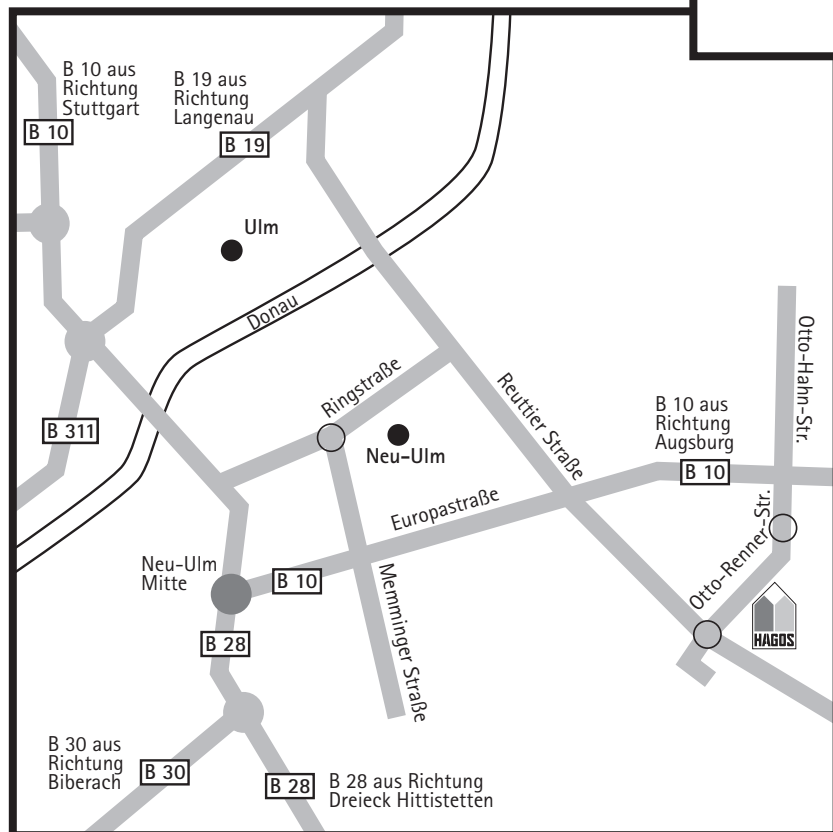 B 10 aus
Richtung
Stuttgart
B 10
B 19 aus
Richtung
Langenau
B 19
Ulm
Donau
B 311
Ringstraße
Neu-Ulm
Reuttier Straße
Otto-Hahn-Str.
B 10 aus
Richtung
Augsburg
B 10
Europastraße
Otto-Renner-Str.
Neu-Ulm
Mitte
B 10
Memminger Straße
HAGOS
B 28
B 30 aus
Richtung
Biberach
B 30
B 28
B 28 aus Richtung
Dreieck Hittistetten